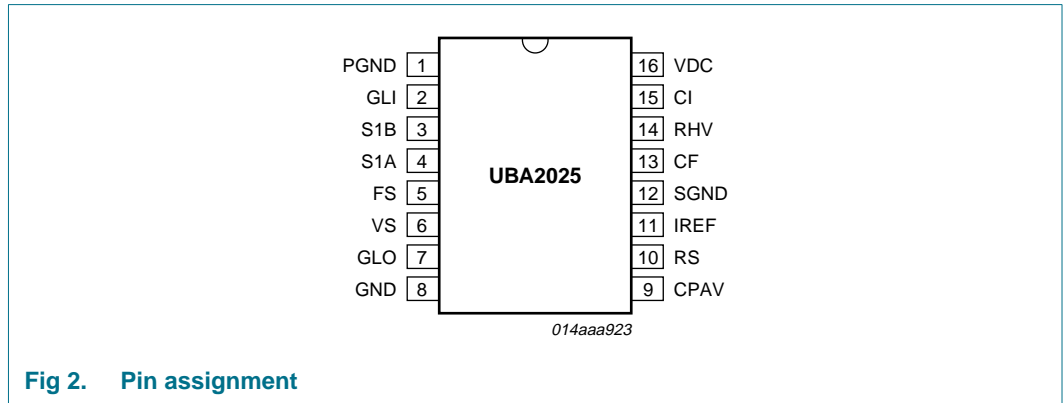 PGND 1
GLI 2
S1B 3
S1A 4
FS 5
VS 6
GLO 7
GND 8
UBA2025
16 VDC
15 CI
14 RHV
13 CF
12 SGND
11 IREF
10 RS
9 CPAV
014aaa923
Fig 2. Pin assignment